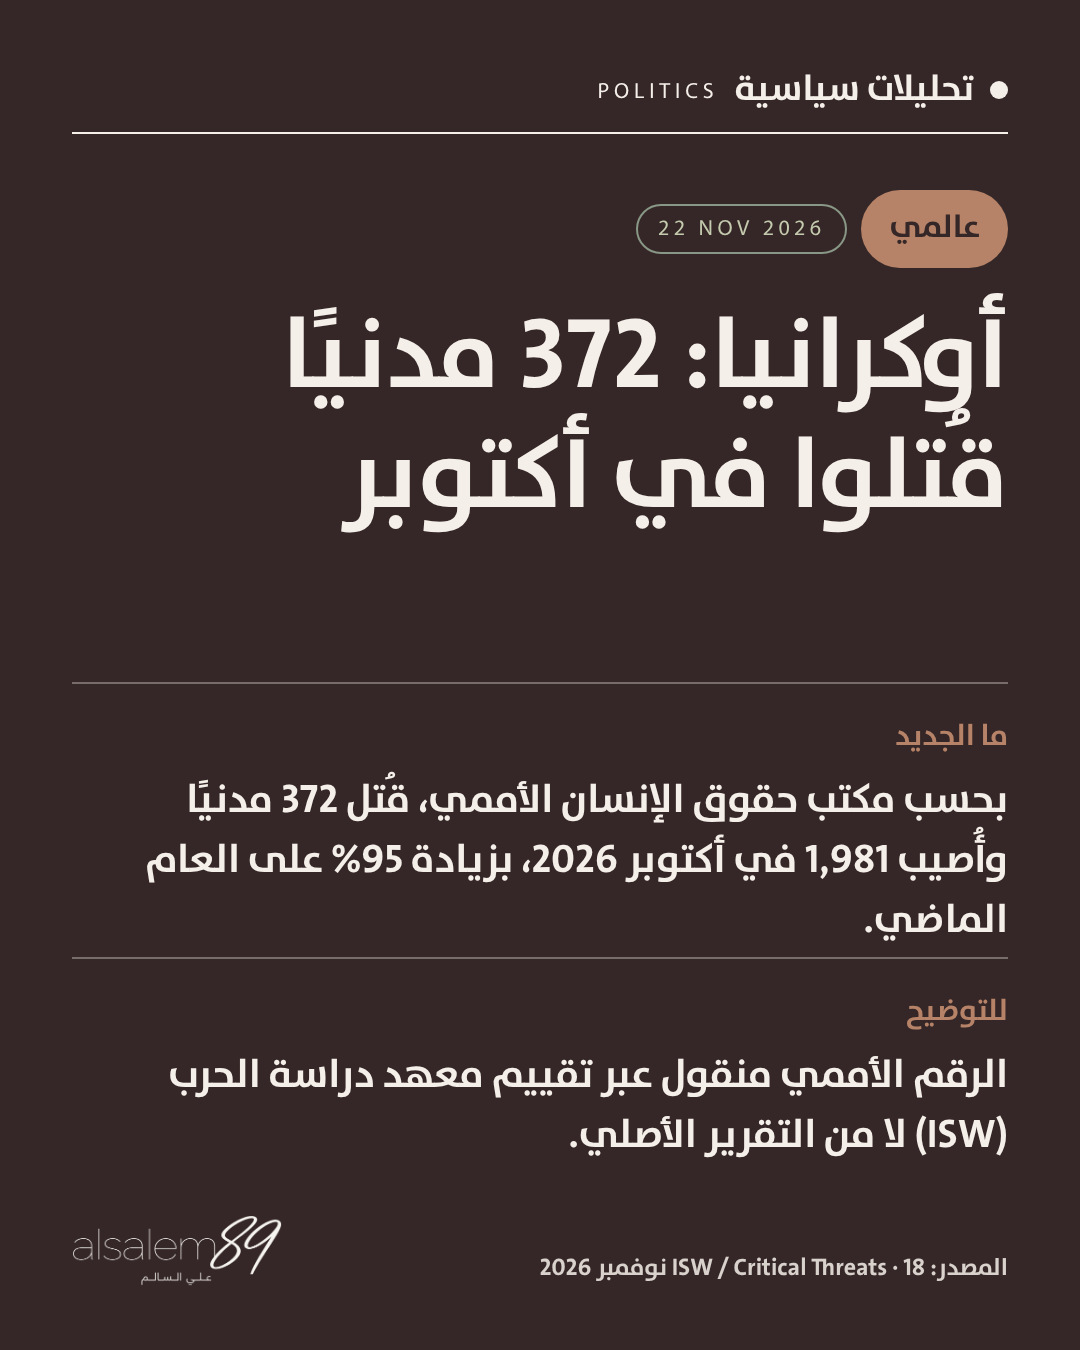 تحليلات سياسية POLITICS
عالمي 22 NOV 2026
أوكرانيا: 372 مدنيًا
قُتلوا في أكتوبر
ما الجديد
بحسب مكتب حقوق الإنسان الأممي، قُتل 372 مدنيًا
وأُصيب 1,981 في أكتوبر 2026، بزيادة 95% على العام
الماضي.
للتوضيح
الرقم الأممي منقول عبر تقييم معهد دراسة الحرب
(ISW) لا من التقرير الأصلي.
المصدر: ISW / Critical Threats · 18 نوفمبر 2026
alsalem89
علي السالم